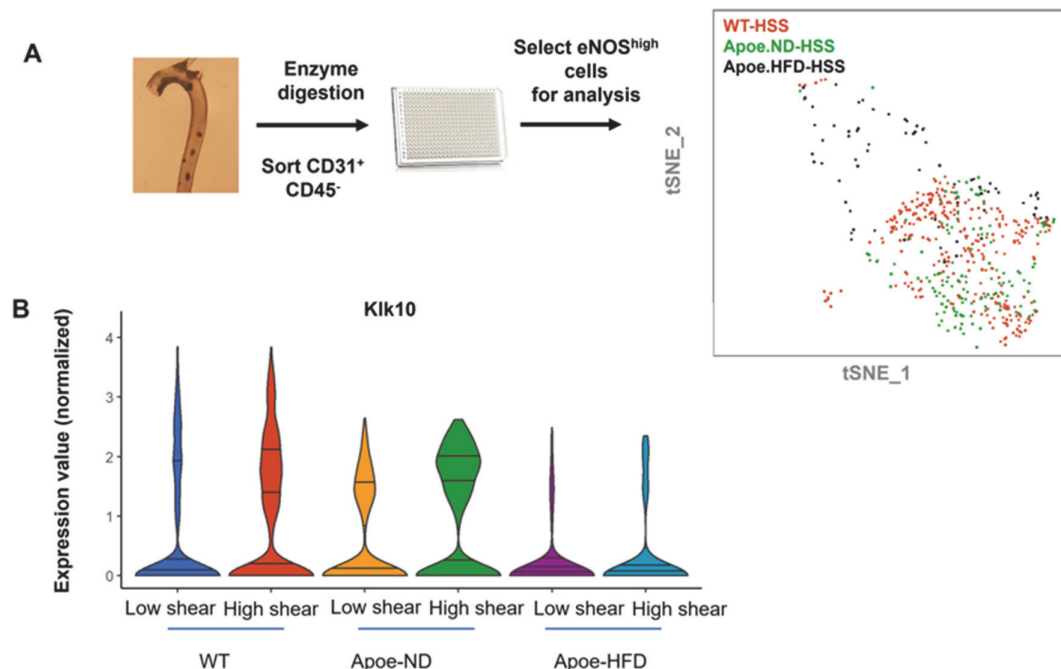 A
Enzyme
digestion
Sort CD31+
CD45-
Select eNOShigh
cells
for analysis
WT-HSS
Apoe.ND-HSS
Apoe.HFD-HSS
tSNE_2
tSNE_1
B
Klk10
Expression value (normalized)
4
3
2
1
0
Low shear
High shear
Low shear
High shear
Low shear
High shear
WT
Apoe-ND
Apoe-HFD